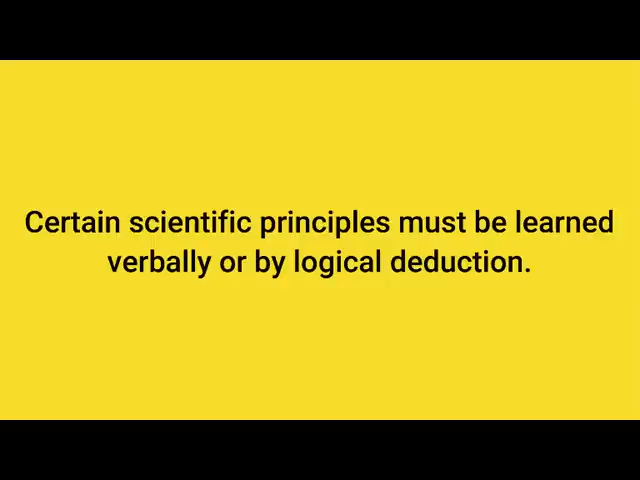 Certain scientific principles must be learned
verbally or by logical deduction.